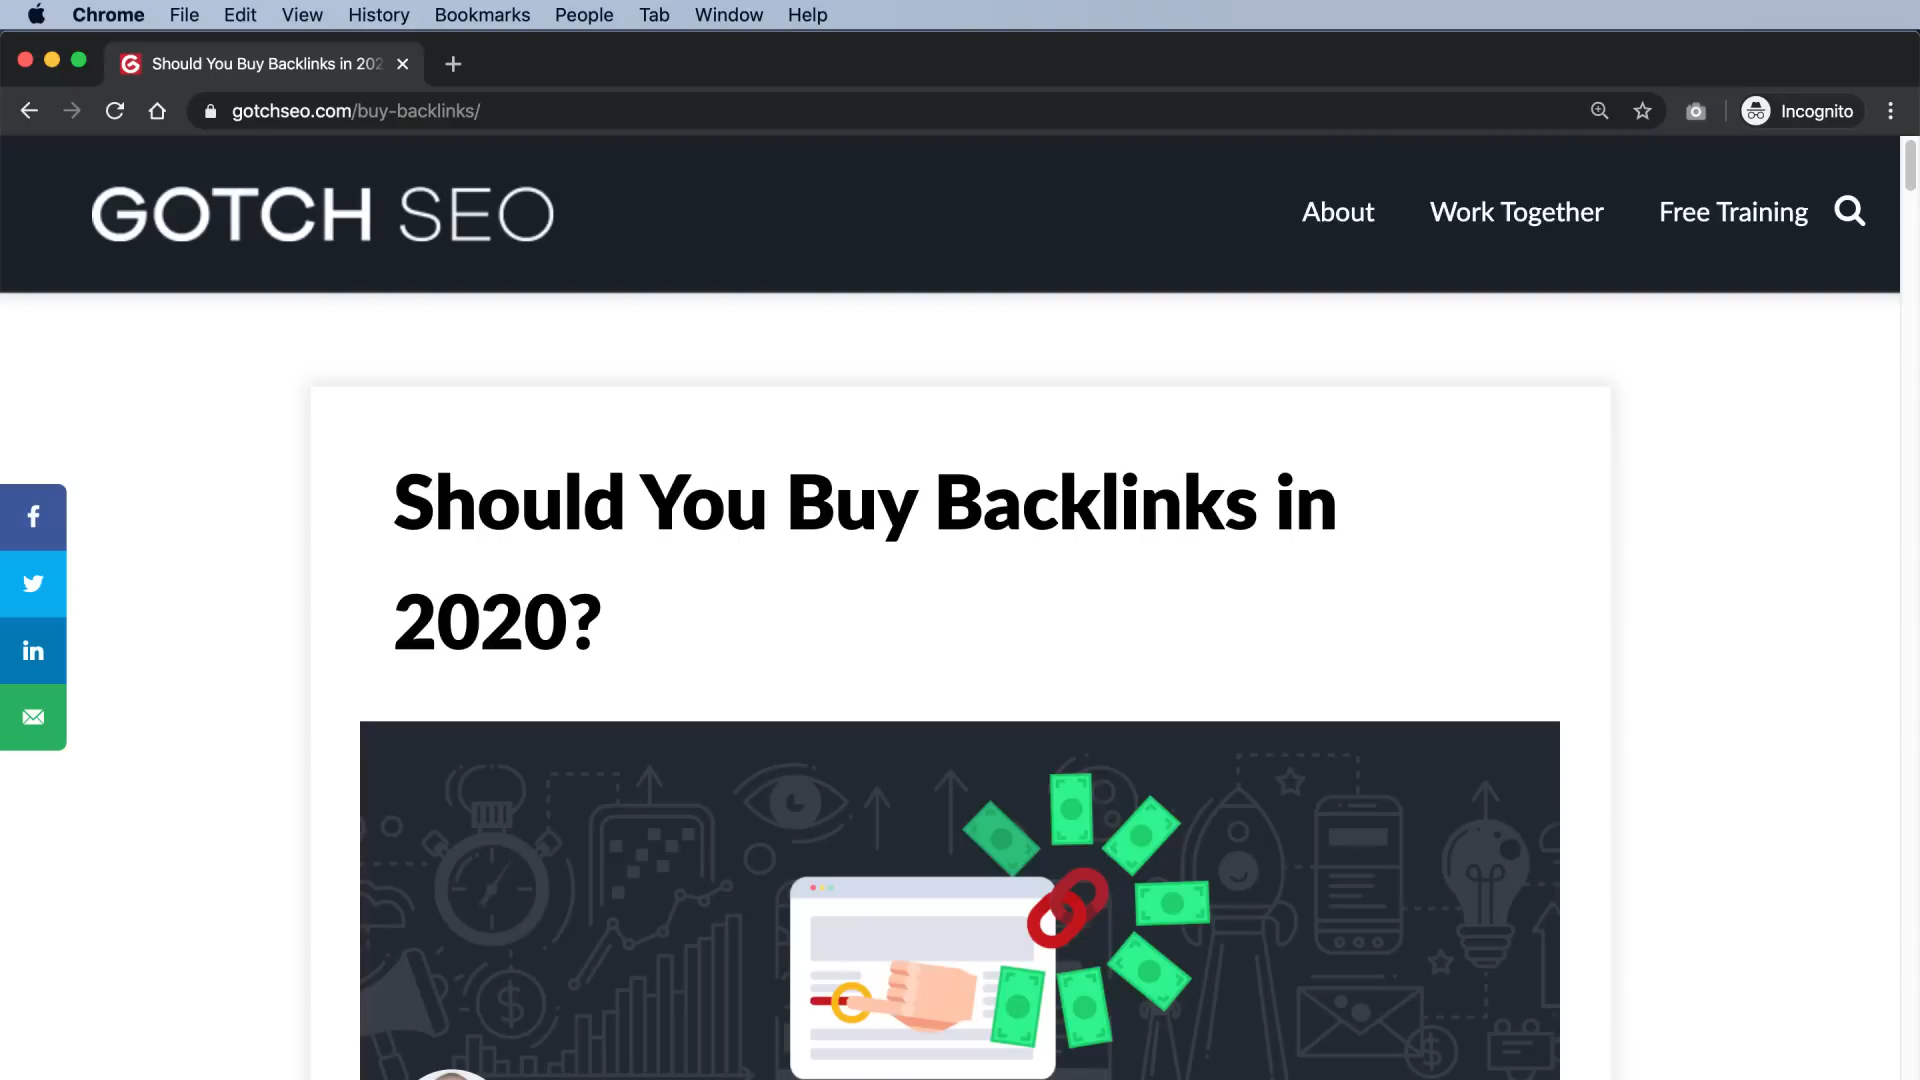 Chrome File Edit View History Bookmarks People Tab Window Help
Should You Buy Backlinks in 202
gotchseo.com/buy-backlinks/
Incognito
GOTCH SEO
About Work Together Free Training
Should You Buy Backlinks in
2020?